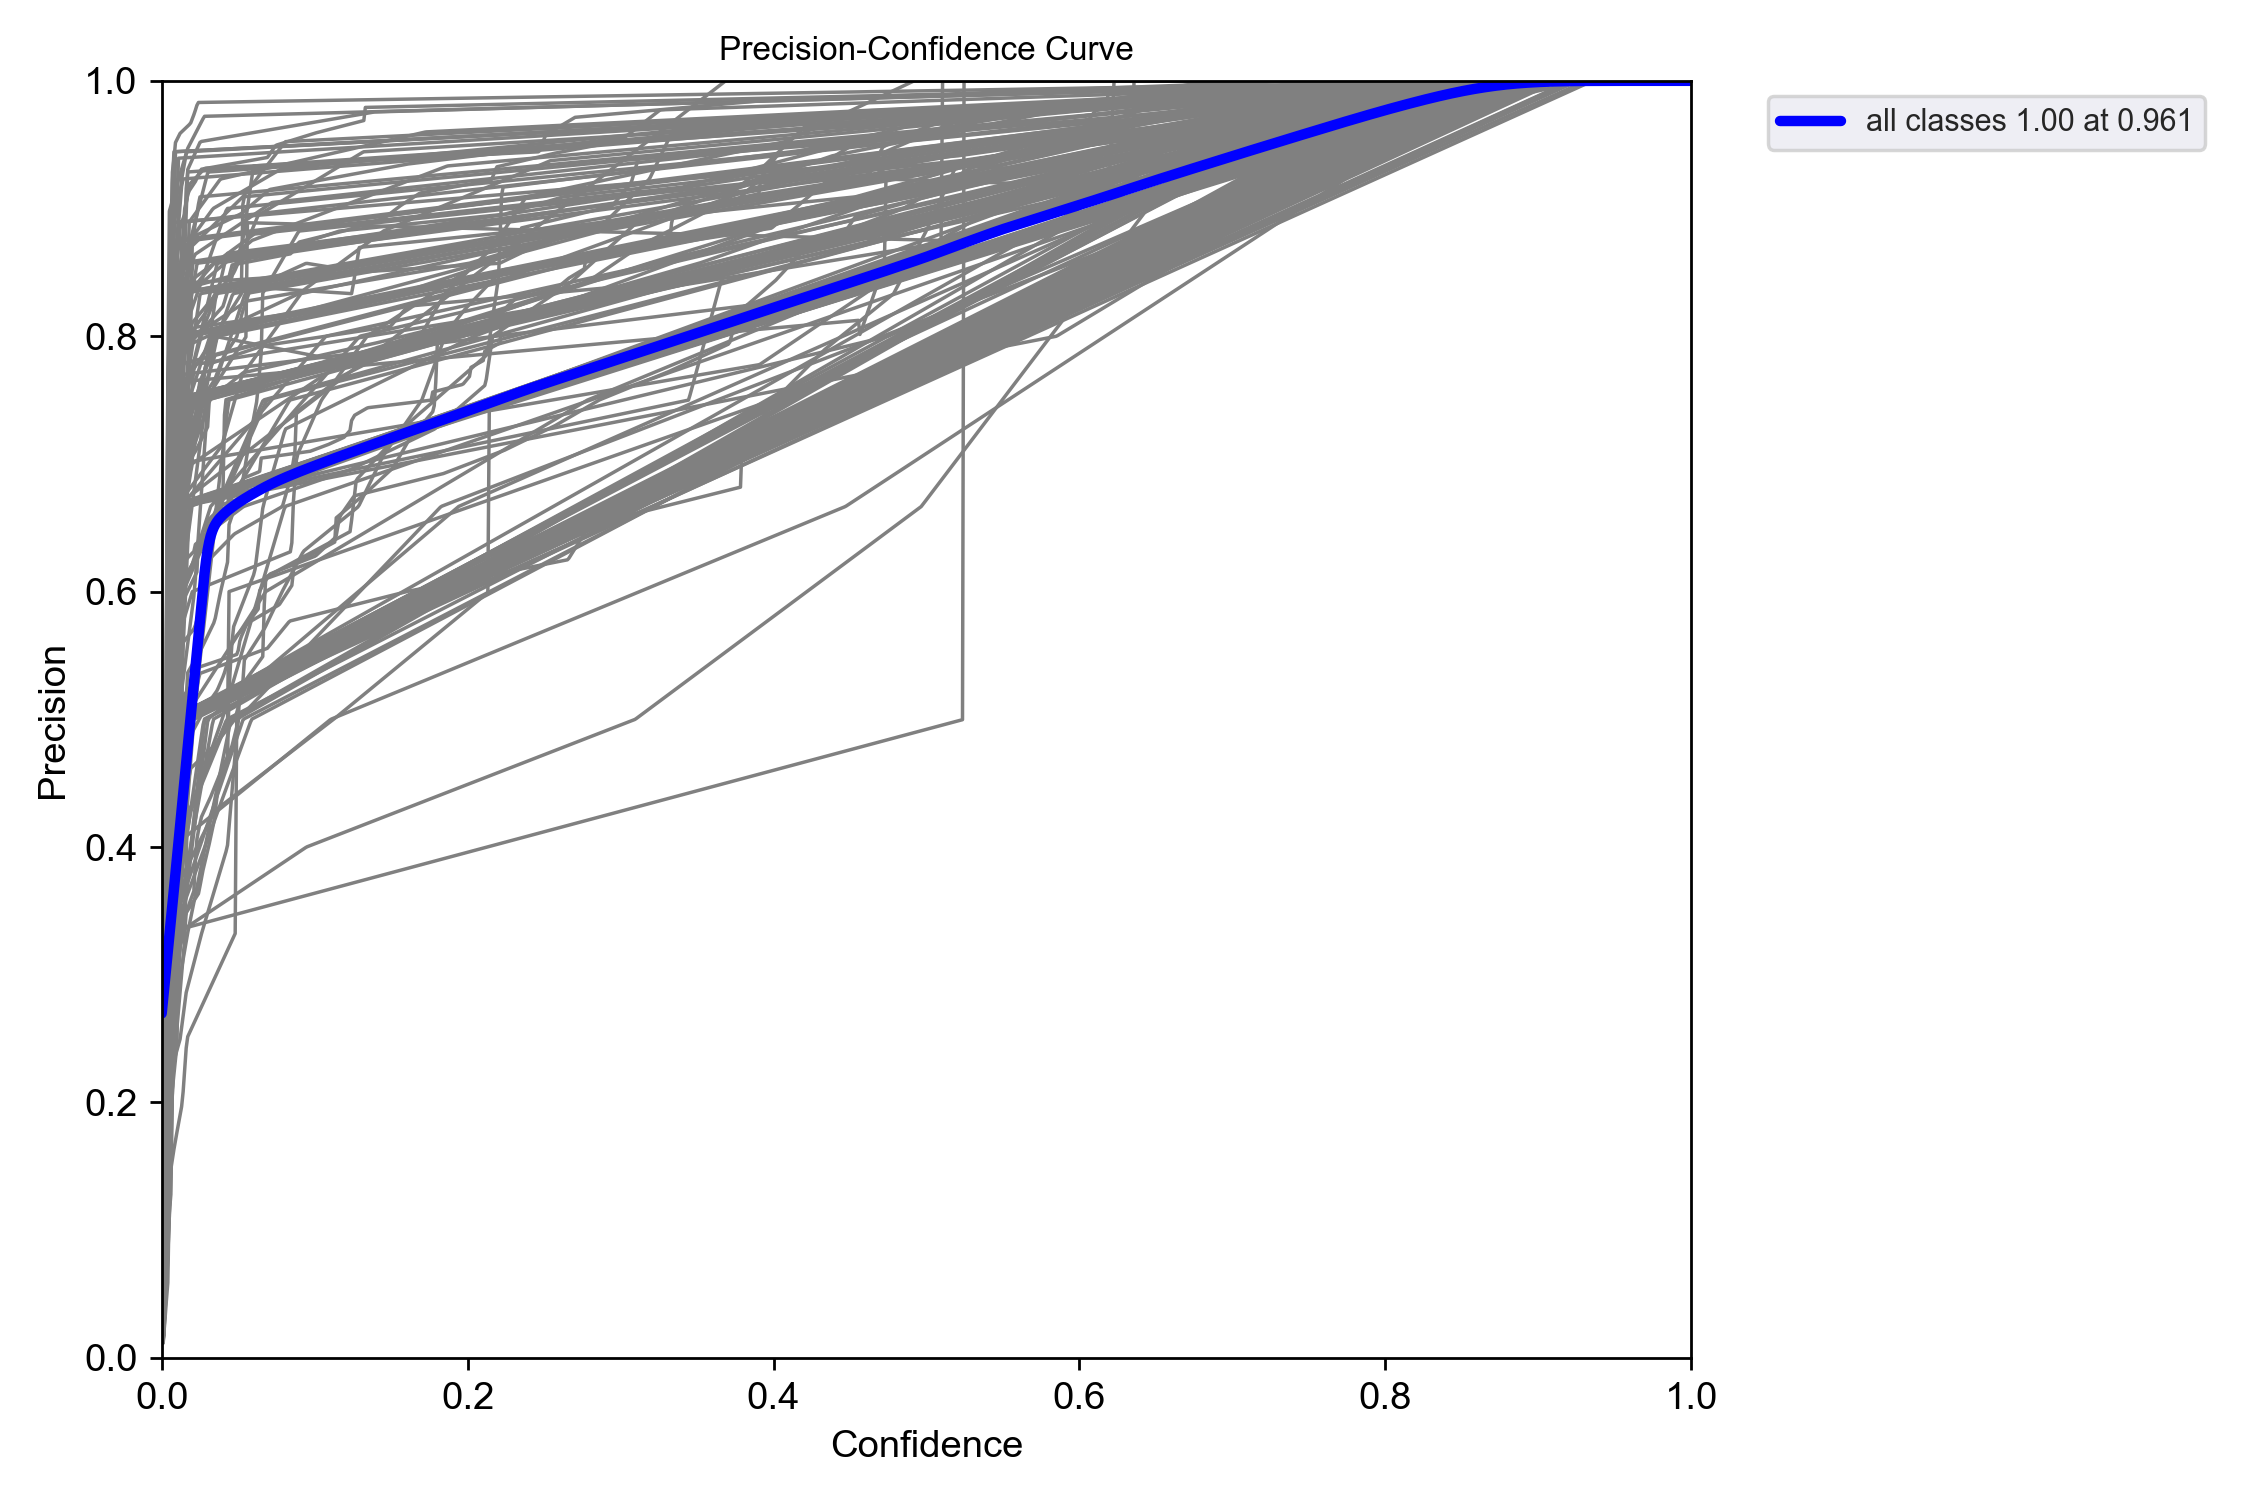 Precision-Confidence Curve
all classes 1.00 at 0.961
1.0
0.8
0.6
0.4
0.2
0.0
Precision
0.0 0.2 0.4 0.6 0.8 1.0
Confidence